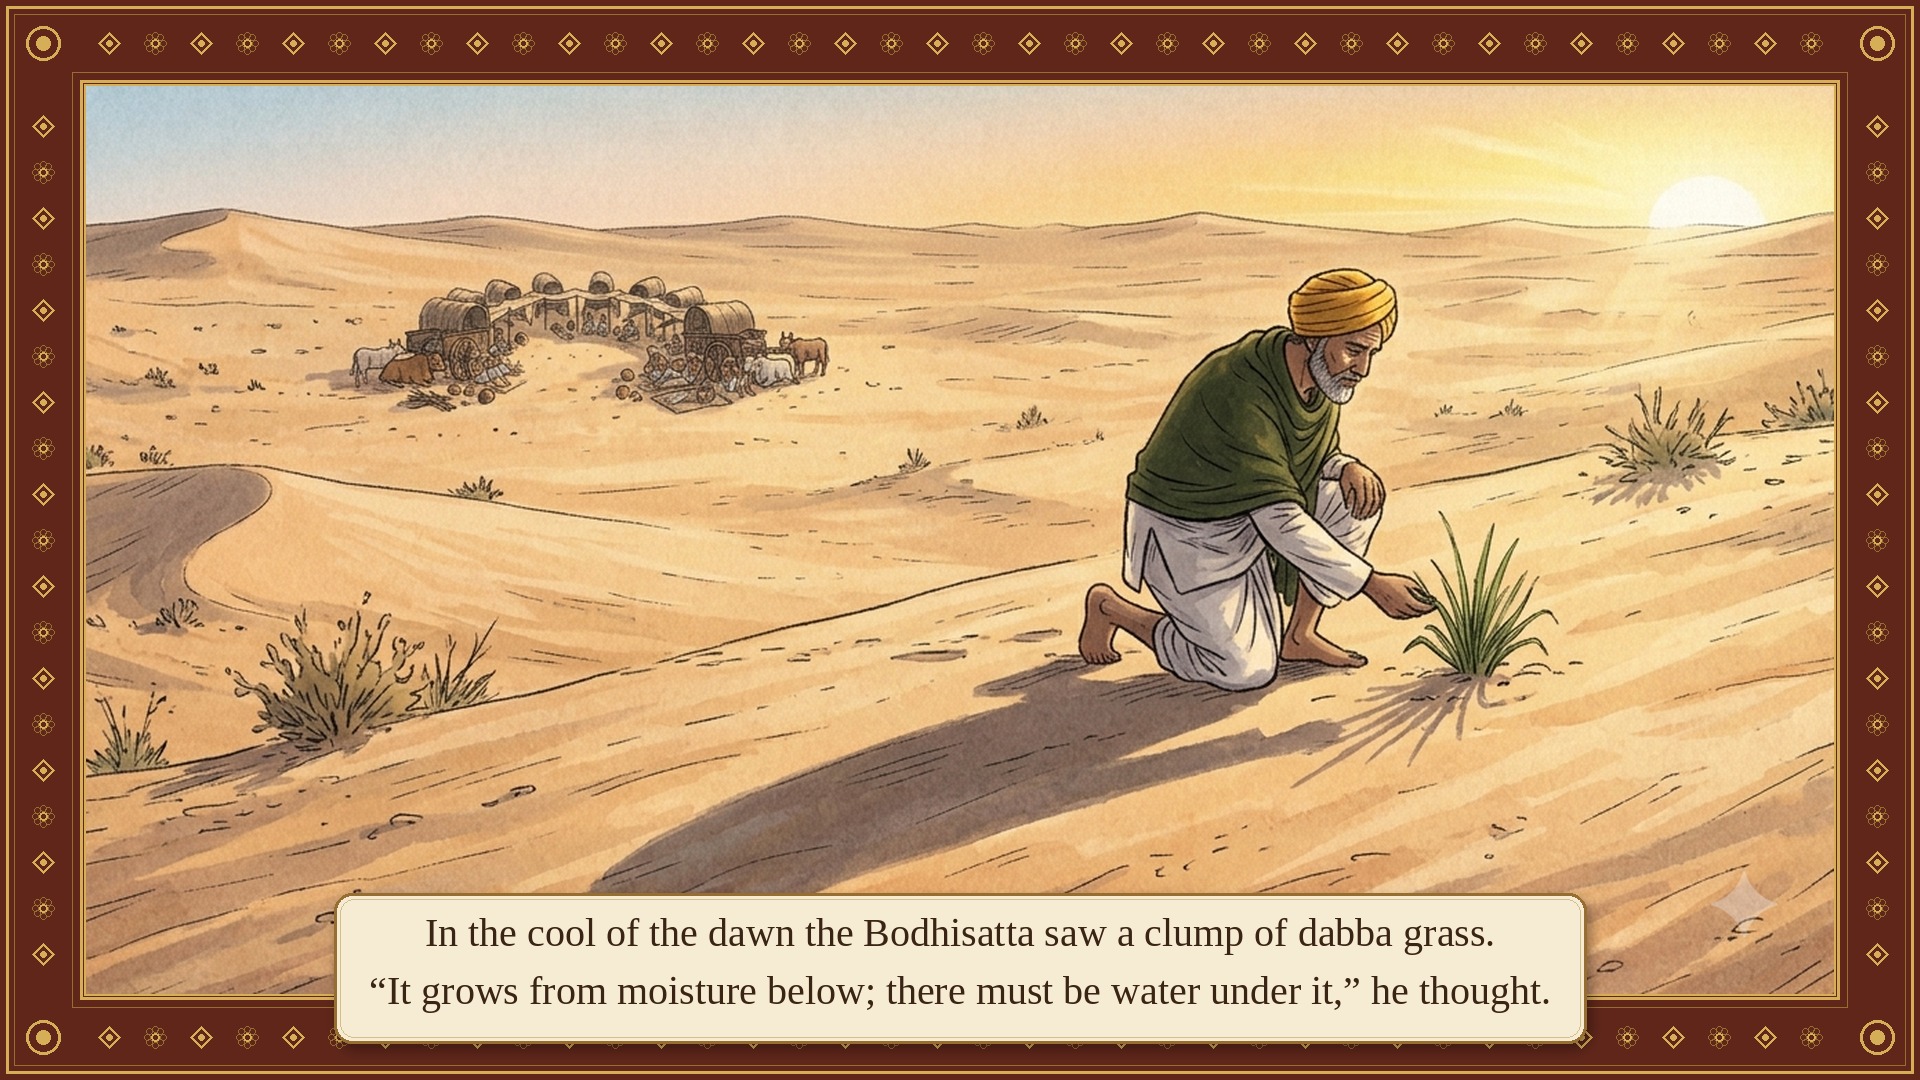 In the cool of the dawn the Bodhisatta saw a clump of dabba grass.
“It grows from moisture below; there must be water under it,” he thought.